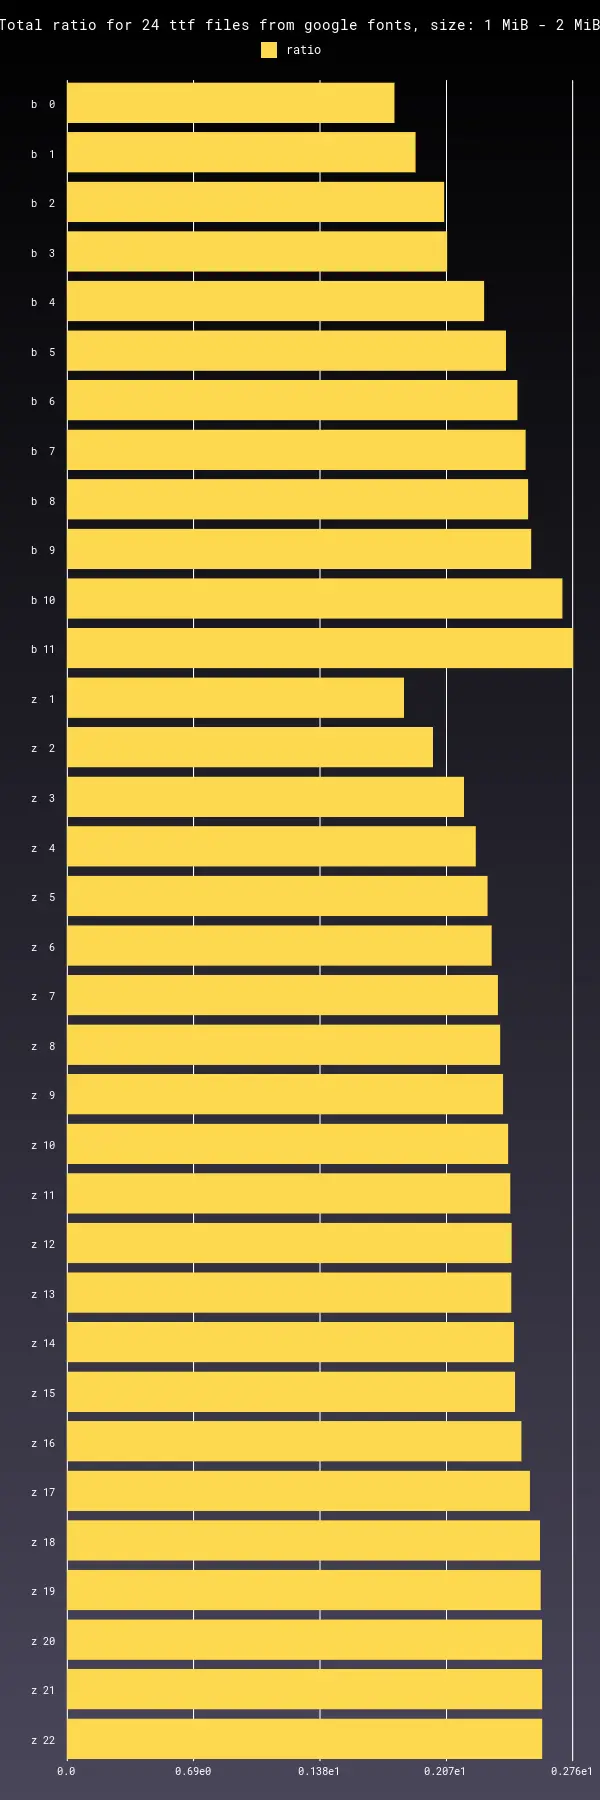 Total ratio for 24 ttf files from google fonts, size: 1 MiB - 2 MiB
ratio
b 0
b 1
b 2
b 3
b 4
b 5
b 6
b 7
b 8
b 9
b 10
b 11
z 1
z 2
z 3
z 4
z 5
z 6
z 7
z 8
z 9
z 10
z 11
z 12
z 13
z 14
z 15
z 16
z 17
z 18
z 19
z 20
z 21
z 22
0.0 0.69e0 0.138e1 0.207e1 0.276e1